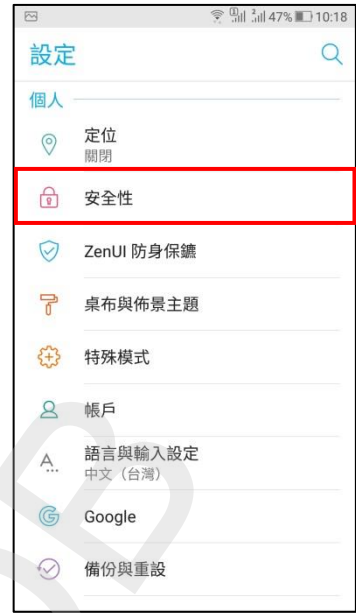 47% 10:18
設定
個人
定位
關閉
安全性
ZenUI 防身保鑣
桌布與佈景主題
特殊模式
帳戶
語言與輸入設定
中文（台灣）
Google
備份與重設